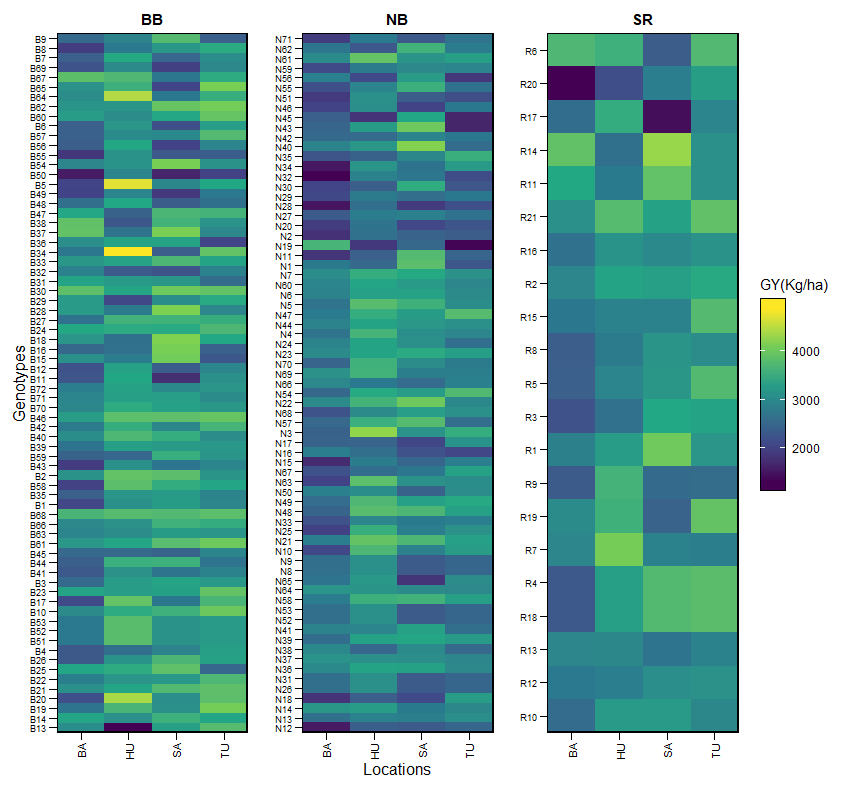 BB
NB
SR
Genotypes
B9
B8
B7
B69
B67
B65
B64
B62
B60
B6
B57
B56
B55
B54
B50
B5
B49
B48
B47
B38
B37
B36
B34
B33
B32
B31
B30
B29
B28
B27
B24
B18
B16
B15
B12
B11
B72
B71
B70
B46
B42
B40
B39
B59
B43
B2
B58
B35
B1
B68
B66
B63
B61
B45
B44
B41
B3
B23
B17
B10
B53
B52
B51
B4
B26
B25
B22
B21
B20
B19
B14
B13
BA HU SA TU
N71
N62
N61
N59
N56
N55
N51
N46
N45
N43
N42
N40
N35
N34
N32
N30
N29
N28
N27
N20
N2
N19
N11
N1
N7
N60
N6
N5
N47
N44
N4
N24
N23
N70
N69
N66
N54
N22
N68
N57
N3
N17
N16
N15
N67
N63
N50
N49
N48
N33
N25
N21
N10
N9
N8
N65
N64
N58
N53
N52
N41
N39
N38
N37
N36
N31
N26
N18
N14
N13
N12
BA HU SA TU
R6
R20
R17
R14
R11
R21
R16
R2
R15
R8
R5
R3
R1
R9
R19
R7
R4
R18
R13
R12
R10
BA HU SA TU
Locations
GY(Kg/ha)
4000
3000
2000